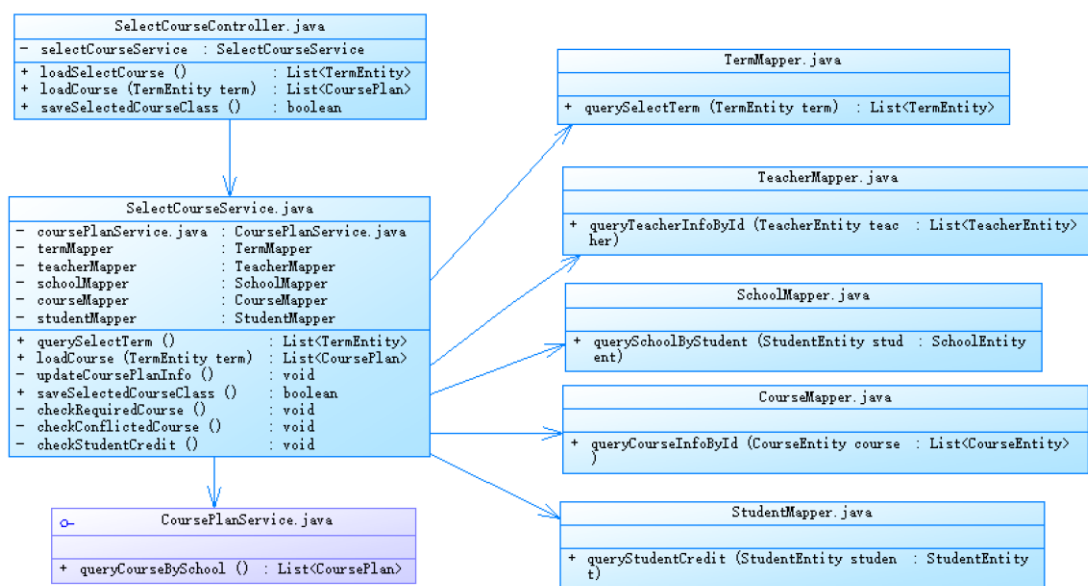 SelectCourseController.java
- selectCourseService : SelectCourseService
+ loadSelectCourse () : List<TermEntity>
+ loadCourse (TermEntity term) : List<CoursePlan>
+ saveSelectedCourseClass () : boolean
TermMapper.java
+ querySelectTerm (TermEntity term) : List<TermEntity>
TeacherMapper.java
+ queryTeacherInfoById (TeacherEntity teac : List<TeacherEntity>
her)
SelectCourseService.java
- coursePlanService.java : CoursePlanService.java
- termMapper : TermMapper
- teacherMapper : TeacherMapper
- schoolMapper : SchoolMapper
- courseMapper : CourseMapper
- studentMapper : StudentMapper
+ querySelectTerm () : List<TermEntity>
+ loadCourse (TermEntity term) : List<CoursePlan>
- updateCoursePlanInfo () : void
+ saveSelectedCourseClass () : boolean
- checkRequiredCourse () : void
- checkConflictedCourse () : void
- checkStudentCredit () : void
SchoolMapper.java
+ querySchoolByStudent (StudentEntity stud : SchoolEntity
ent)
CourseMapper.java
+ queryCourseInfoById (CourseEntity course : List<CourseEntity>
)
CoursePlanService.java
+ queryCourseBySchool () : List<CoursePlan>
StudentMapper.java
+ queryStudentCredit (StudentEntity studen : StudentEntity
t)